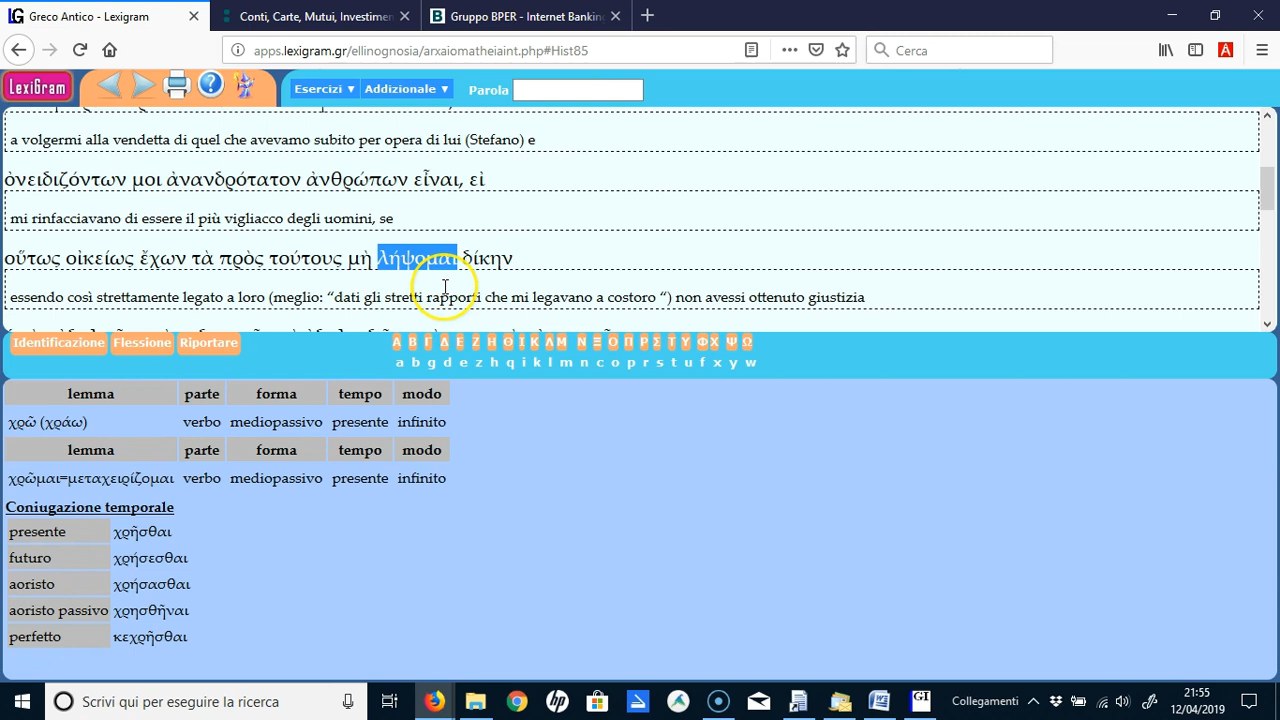 Greco Antico - Lexigram
Conti, Carte, Mutui, Investimen
Gruppo BPER - Internet Banking
apps.lexigram.gr/ellinognosia/arxaiomatheiaint.php#Hist85
Cerca
LexiGram
Esercizi ▼ Addizionale ▼ Parola
a volgermi alla vendetta di quel che avevamo subito per opera di lui (Stefano) e
ὀνειδιζόντων μοι ἀνανδρότατον ἀνθρώπων εἶναι, εἰ
mi rinfacciavano di essere il più vigliacco degli uomini, se
οὕτως οἰκείως ἔχων τὰ πρὸς τούτους μὴ λήψομαι δίκην
essendo così strettamente legato a loro (meglio: “dati gli stretti rapporti che mi legavano a costoro “) non avessi ottenuto giustizia
Identificazione Flessione Riportare
Α Β Γ Δ Ε Ζ Η Θ Ι Κ Λ Μ Ν Ξ Ο Π Ρ Σ Τ Υ Φ Χ Ψ Ω
a b g d e z h q i k l m n c o p r s t u f x y w
lemma parte forma tempo modo
χρῶ (χράω) verbo mediopassivo presente infinito
lemma parte forma tempo modo
χρῶμαι=μεταχειρίζομαι verbo mediopassivo presente infinito
Coniugazione temporale
presente χρῆσθαι
futuro χρήσεσθαι
aoristo χρήσασθαι
aoristo passivo χρησθῆναι
perfetto κεχρῆσθαι
Scrivi qui per eseguire la ricerca
GI
Collegamenti
21:55
12/04/2019